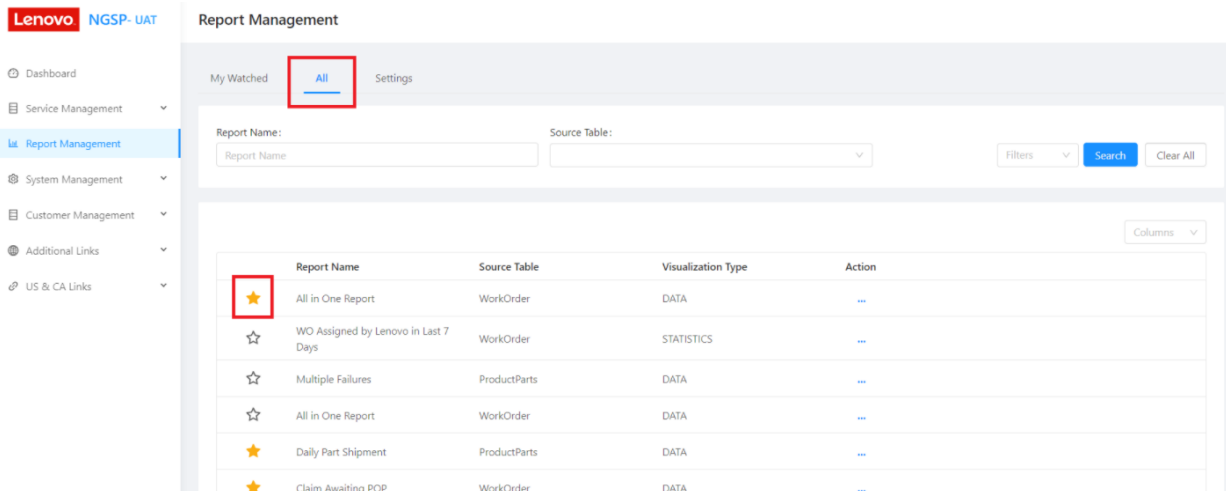 Lenovo. NGSP- UAT
Report Management
Dashboard
Service Management
Report Management
System Management
Customer Management
Additional Links
US & CA Links
My Watched All Settings
Report Name: Source Table:
Report Name Filters Search Clear All
Columns
Report Name Source Table Visualization Type Action
All in One Report WorkOrder DATA ...
WO Assigned by Lenovo in Last 7
Days WorkOrder STATISTICS ...
Multiple Failures ProductParts DATA ...
All in One Report WorkOrder DATA ...
Daily Part Shipment ProductParts DATA ...
Claim Awaiting POP WorkOrder DATA ...